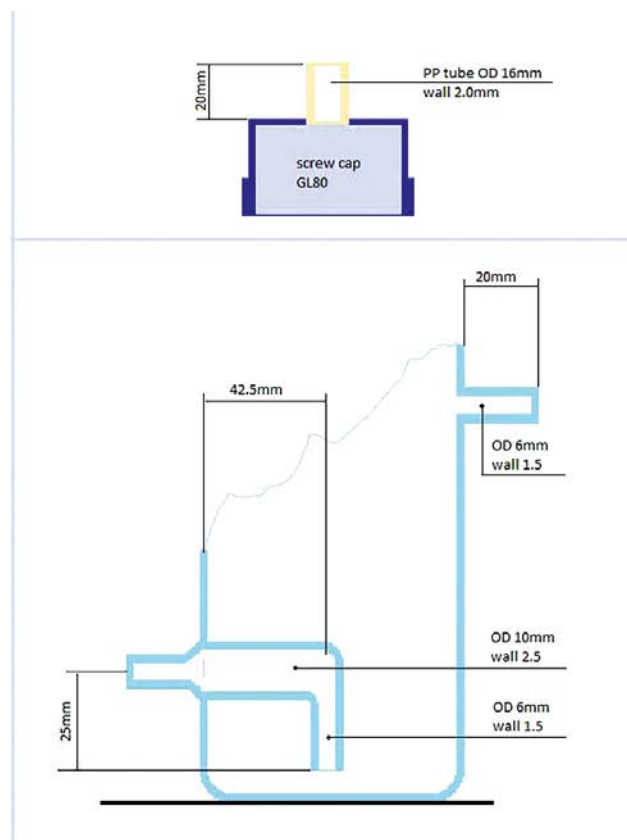 20mm
PP tube OD 16mm
wall 2.0mm
screw cap
GL80
20mm
42.5mm
OD 6mm
wall 1.5
OD 10mm
wall 2.5
25mm
OD 6mm
wall 1.5